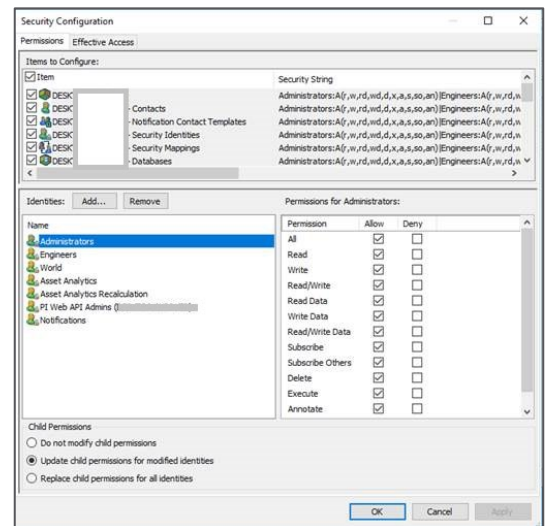 Security Configuration
Permissions Effective Access
Items to Configure:
Item Security String
DESK Administrators:A(r,w,rd,wd,d,x,a,s,so,an)|Engineers:A(r,w,rd,w
DESK - Contacts Administrators:A(r,w,rd,wd,d,x,a,s,so,an)|Engineers:A(r,w,rd,w
DESK - Notification Contact Templates Administrators:A(r,w,rd,wd,d,x,a,s,so,an)|Engineers:A(r,w,rd,w
DESK - Security Identities Administrators:A(r,w,rd,wd,d,x,a,s,so,an)|Engineers:A(r,w,rd,w
DESK - Security Mappings Administrators:A(r,w,rd,wd,d,x,a,s,so,an)|Engineers:A(r,w,rd,w
DESK - Databases Administrators:A(r,w,rd,wd,d,x,a,s,so,an)|Engineers:A(r,w,rd,w
Identities: Add... Remove
Name
Administrators
Engineers
World
Asset Analytics
Asset Analytics Recalculation
PI Web API Admins (
Notifications
Permissions for Administrators:
Permission Allow Deny
All
Read
Write
Read/Write
Read Data
Write Data
Read/Write Data
Subscribe
Subscribe Others
Delete
Execute
Annotate
Child Permissions
Do not modify child permissions
Update child permissions for modified identities
Replace child permissions for all identities
OK Cancel Apply